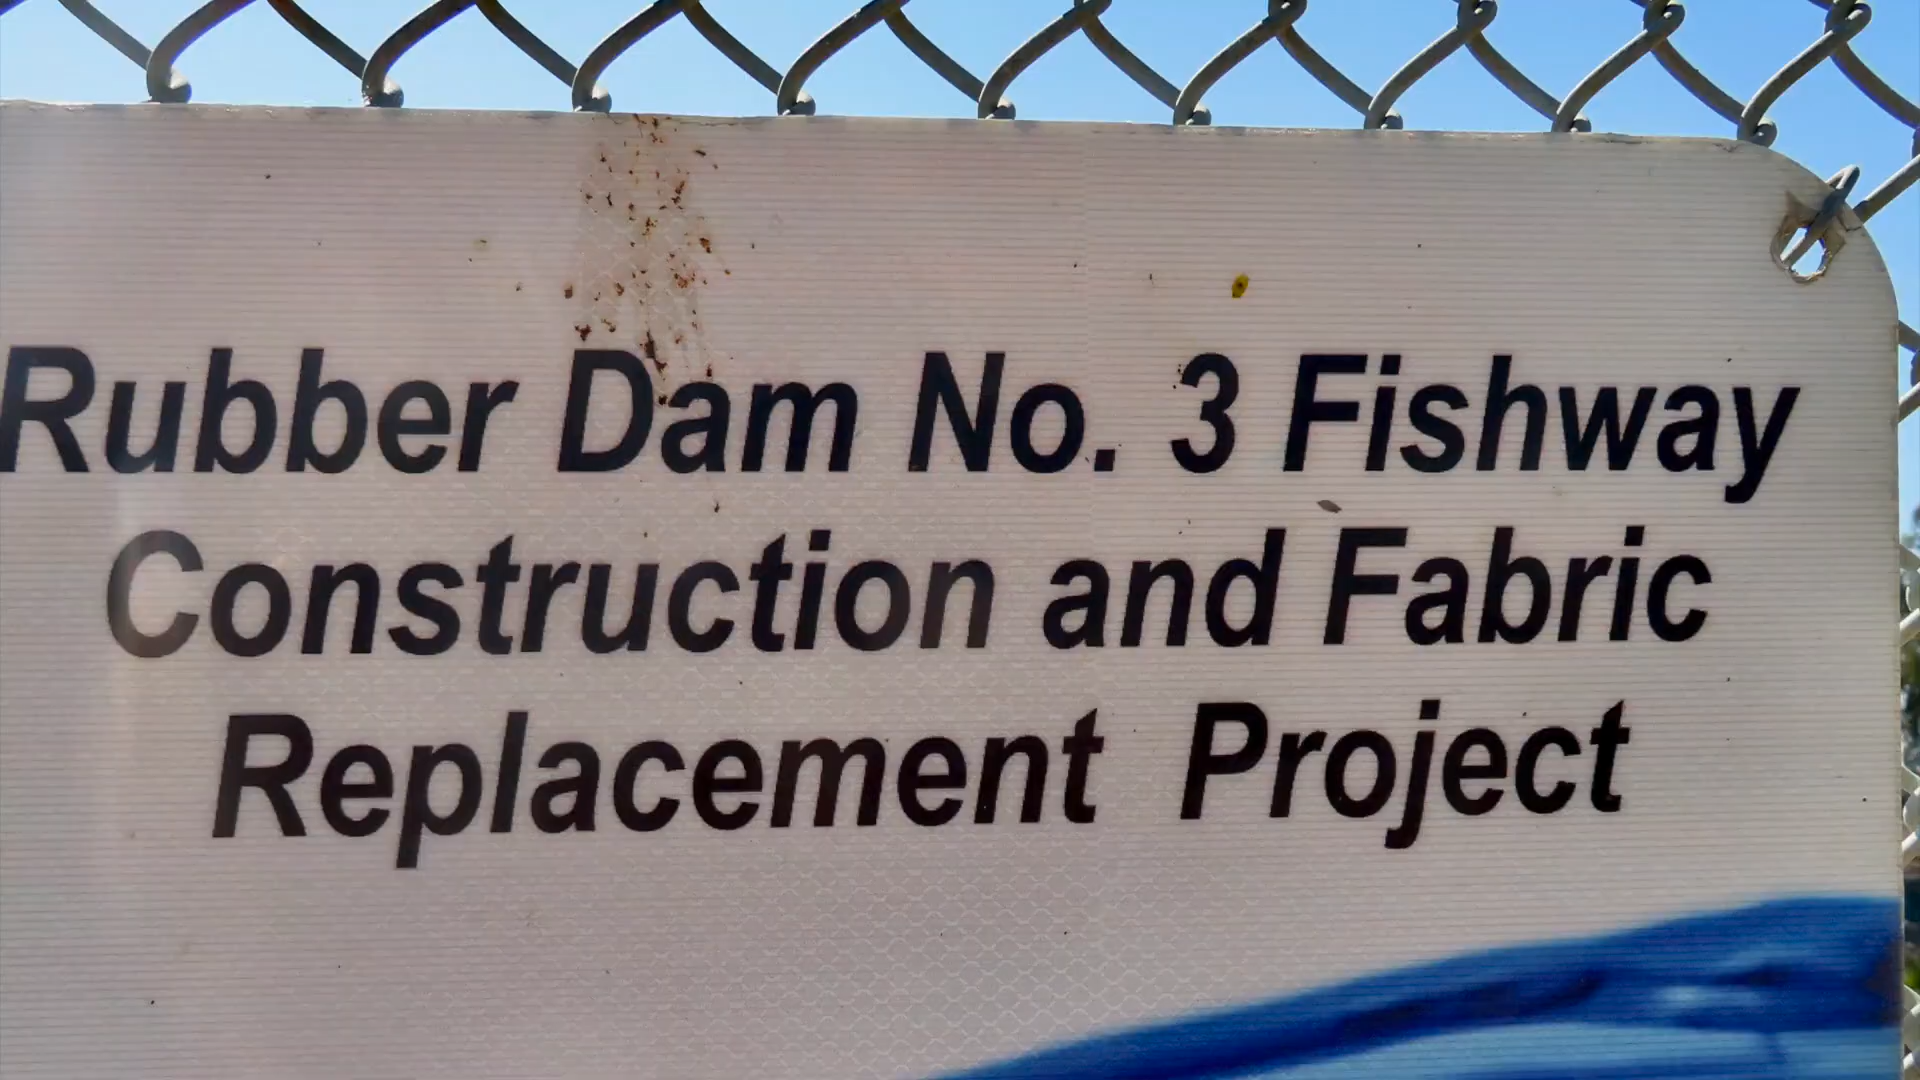 Rubber Dam No. 3 Fishway
Construction and Fabric
Replacement Project